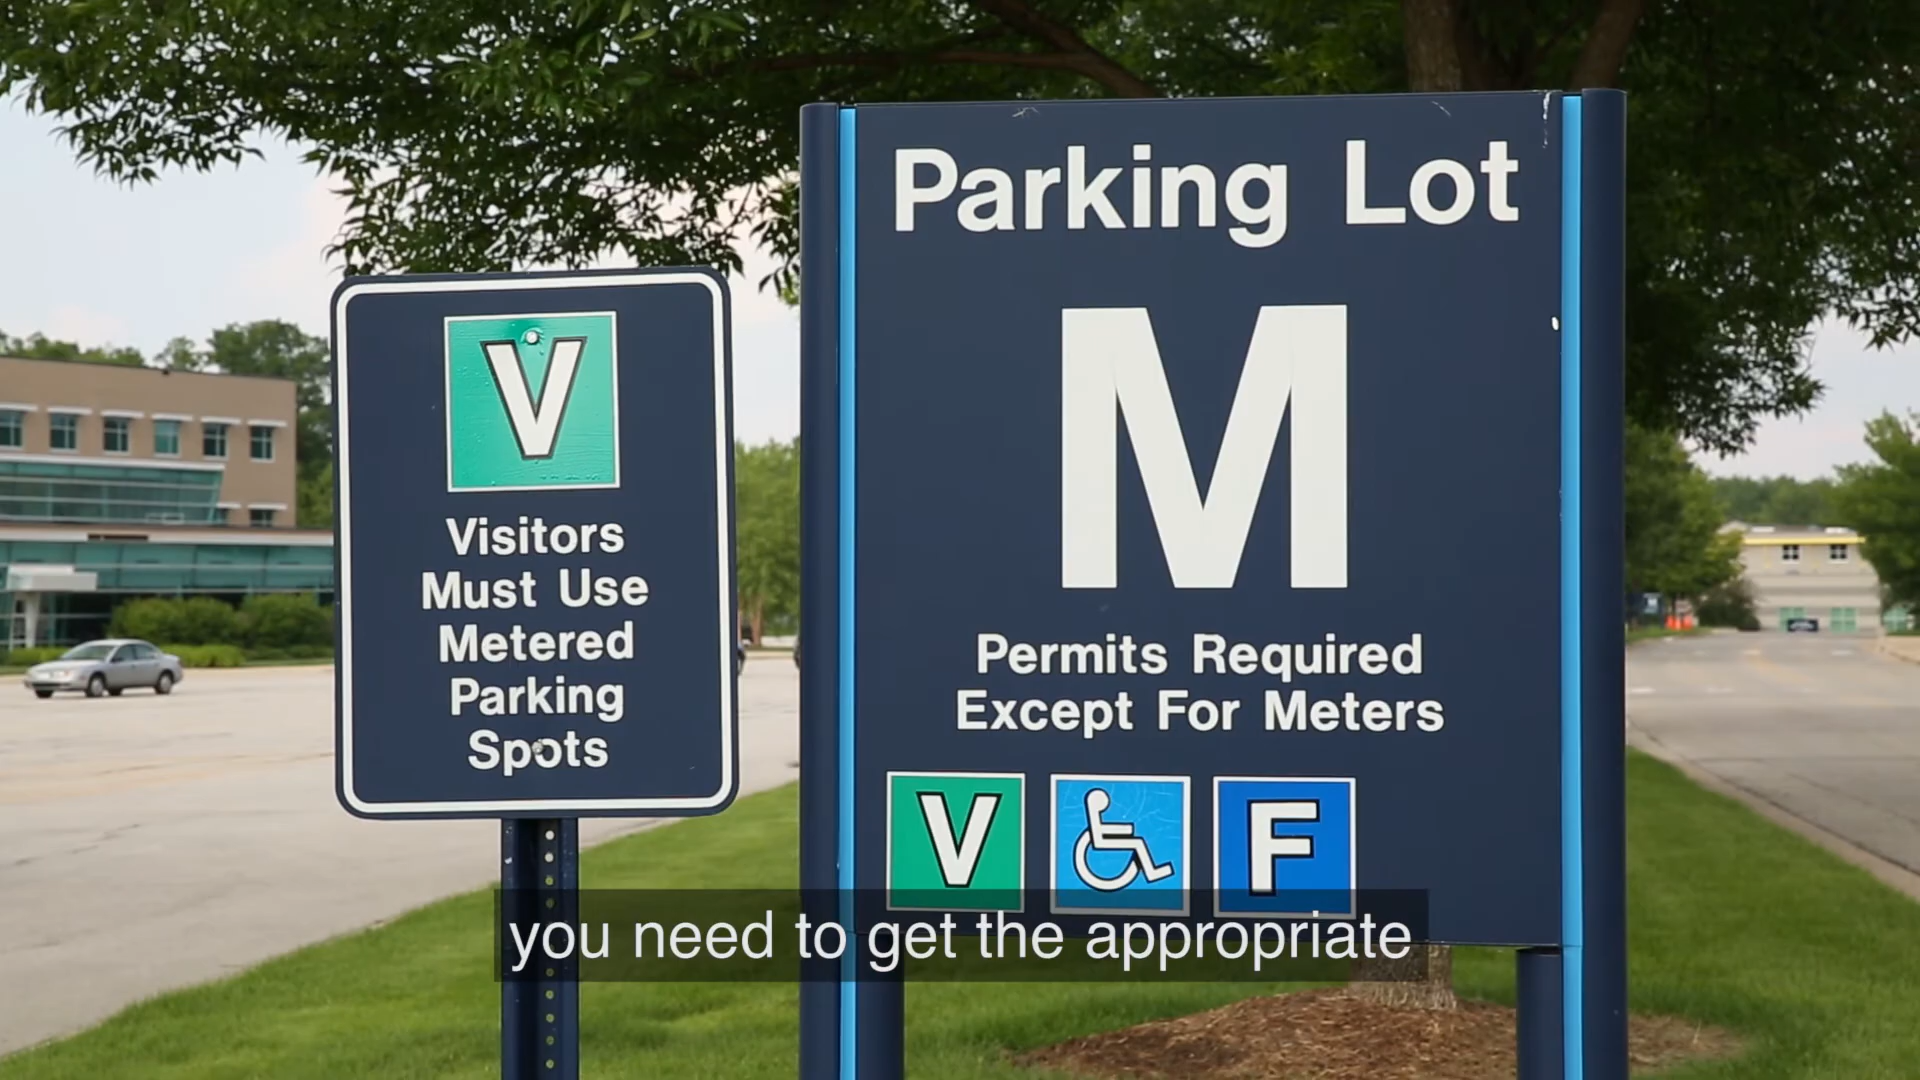 V
Visitors
Must Use
Metered
Parking
Spots
Parking Lot
M
Permits Required
Except For Meters
V F
you need to get the appropriate